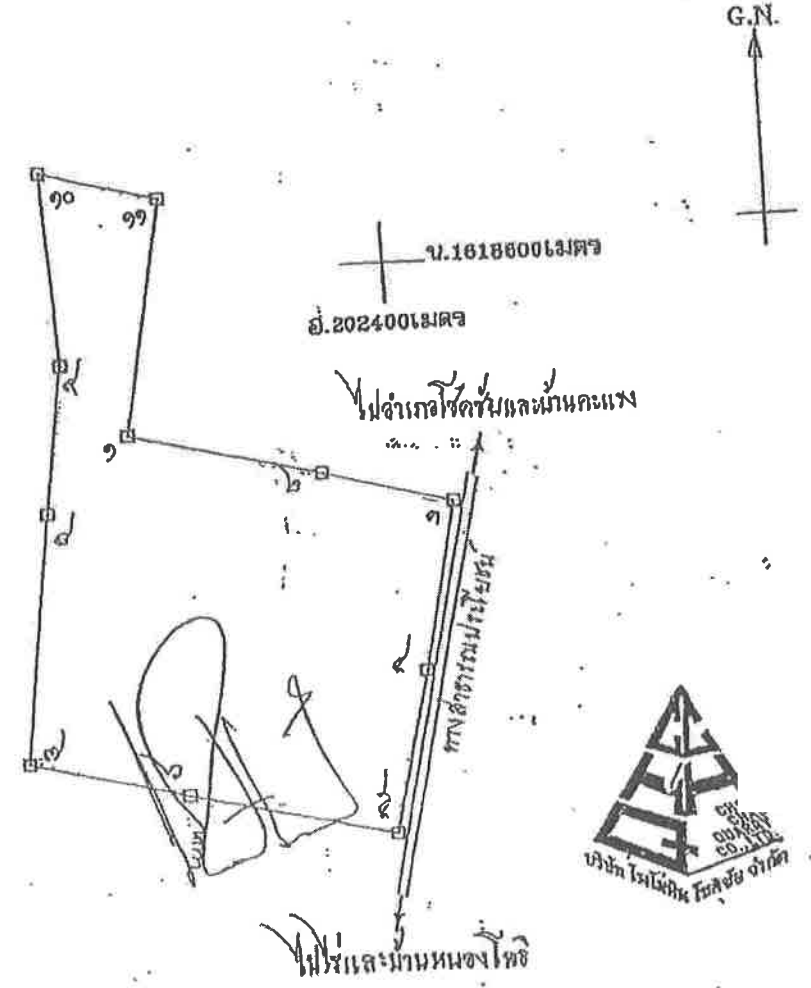 G.N.
๑๐
๑๑
น.1618600เมตร
อ.202400เมตร
ไปอำเภอโชคชัยและบ้านคะแทง
๙
๑
๒
๓
๘
ทางสาธารณประโยชน์
๔
๗
๖
๕
บริษัท โมไมหิน โชคชัย จำกัด
ไปไร่และบ้านหนองโพธิ์